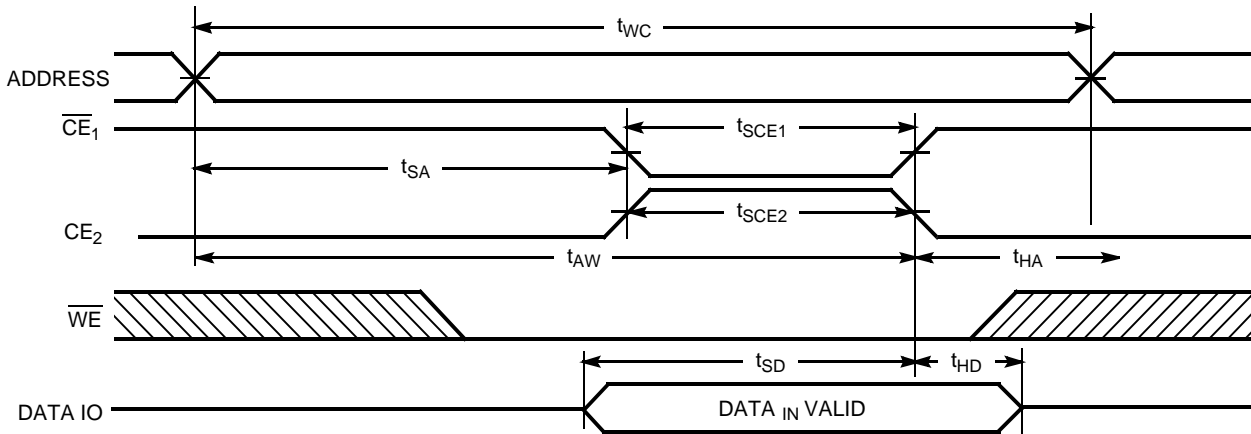 tWC
ADDRESS
CE1
tSCE1
tSA
CE2
tSCE2
tAW
tHA
WE
tSD
tHD
DATA IO
DATA IN VALID